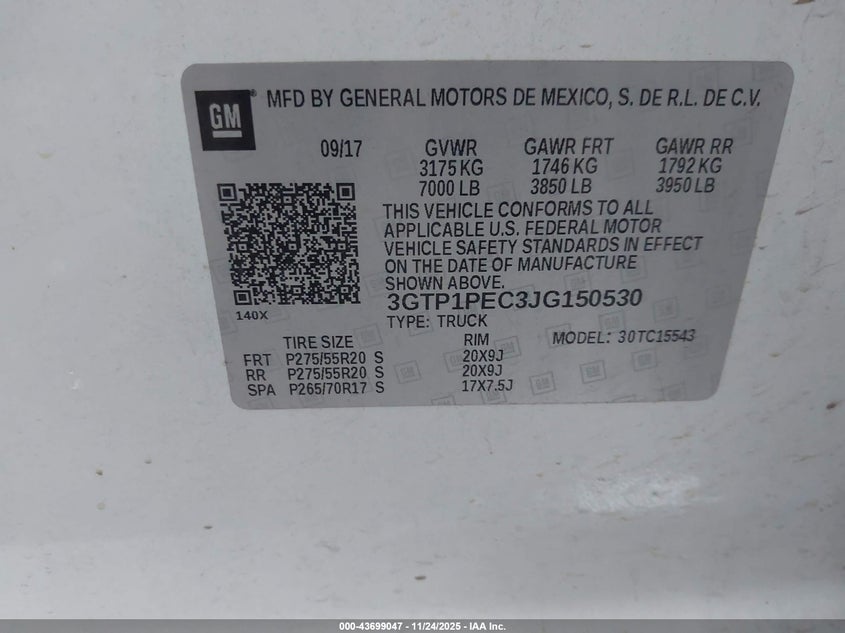 GM® MFD BY GENERAL MOTORS DE MEXICO, S. DE R.L. DE C.V.
09/17 GVWR GAWR FRT GAWR RR
3175 KG 1746 KG 1792 KG
7000 LB 3850 LB 3950 LB
THIS VEHICLE CONFORMS TO ALL
APPLICABLE U.S. FEDERAL MOTOR
VEHICLE SAFETY STANDARDS IN EFFECT
ON THE DATE OF MANUFACTURE
SHOWN ABOVE.
3GTP1PEC3JG150530
140X
TYPE: TRUCK
TIRE SIZE RIM MODEL: 30TC15543
FRT P275/55R20 S 20X9J
RR P275/55R20 S 20X9J
SPA P265/70R17 S 17X7.5J
000-43699047 - 11/24/2025 - IAA Inc.